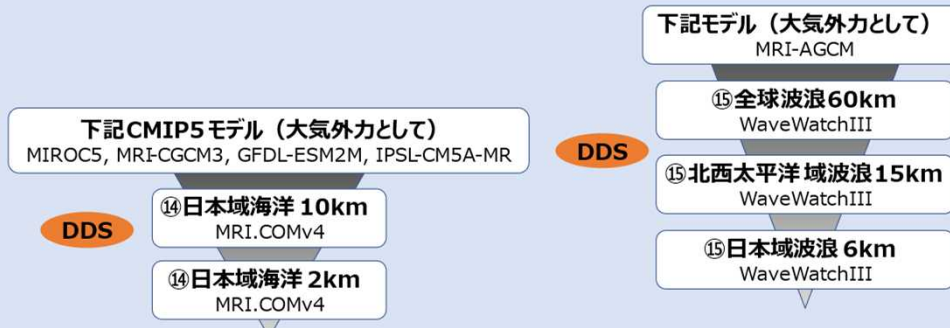 下記CMIP5モデル（大気外力として）
MIROC5, MRI-CGCM3, GFDL-ESM2M, IPSL-CM5A-MR
DDS
⑭日本域海洋 10km
MRI.COMv4
⑭日本域海洋 2km
MRI.COMv4
下記モデル（大気外力として）
MRI-AGCM
DDS
⑮全球波浪60km
WaveWatchIII
⑮北西太平洋 域波浪15km
WaveWatchIII
⑮日本域波浪 6km
WaveWatchIII